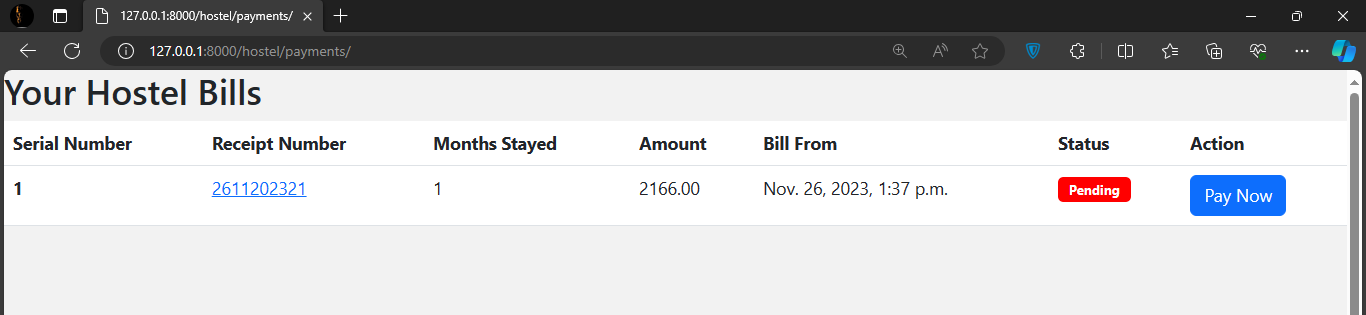 127.0.0.1:8000/hostel/payments/
127.0.0.1:8000/hostel/payments/
Your Hostel Bills
Serial Number Receipt Number Months Stayed Amount Bill From Status Action
1 2611202321 1 2166.00 Nov. 26, 2023, 1:37 p.m. Pending Pay Now